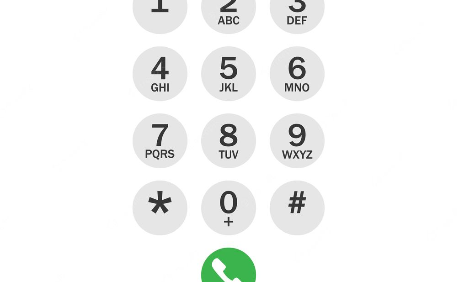 1 2 3
ABC DEF
4 5 6
GHI JKL MNO
7 8 9
PQRS TUV WXYZ
* 0 #
+